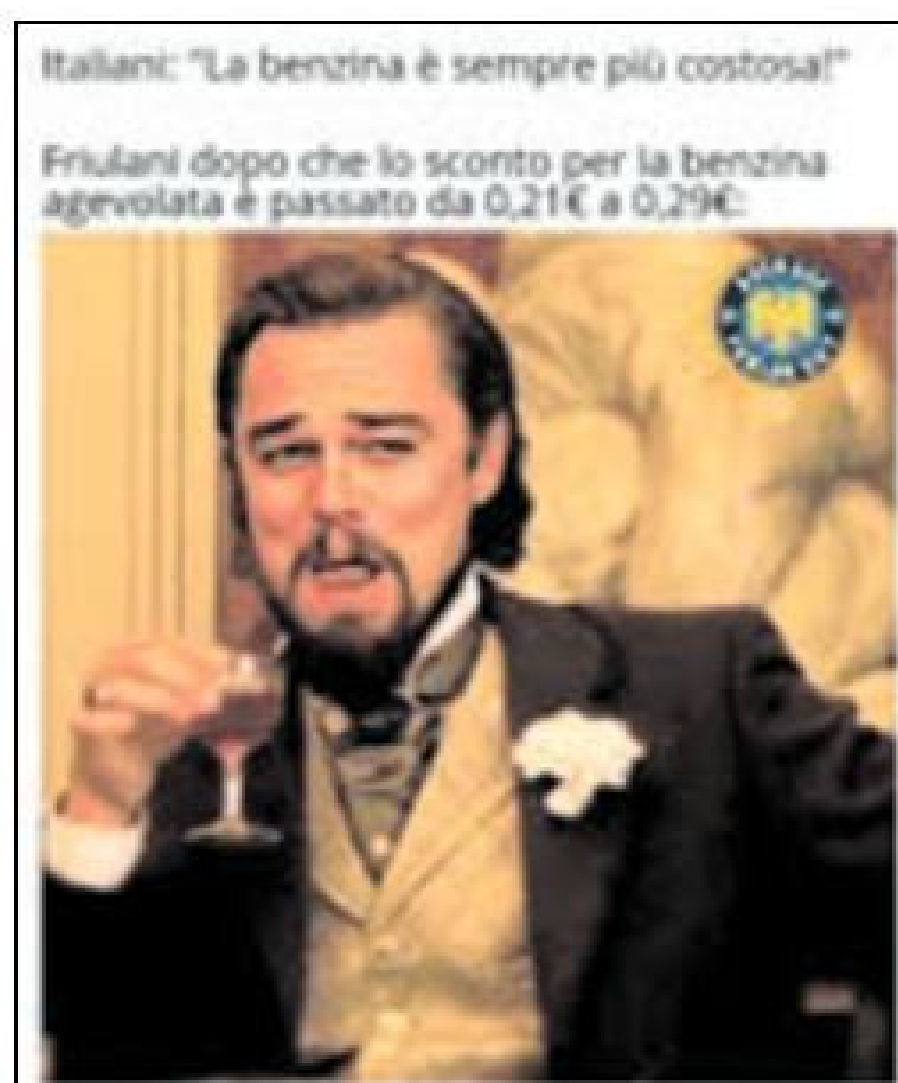 Italiani: "La benzina è sempre più costosa!"
Friulani dopo che lo sconto per la benzina
agevolata è passato da 0,21€ a 0,29€: